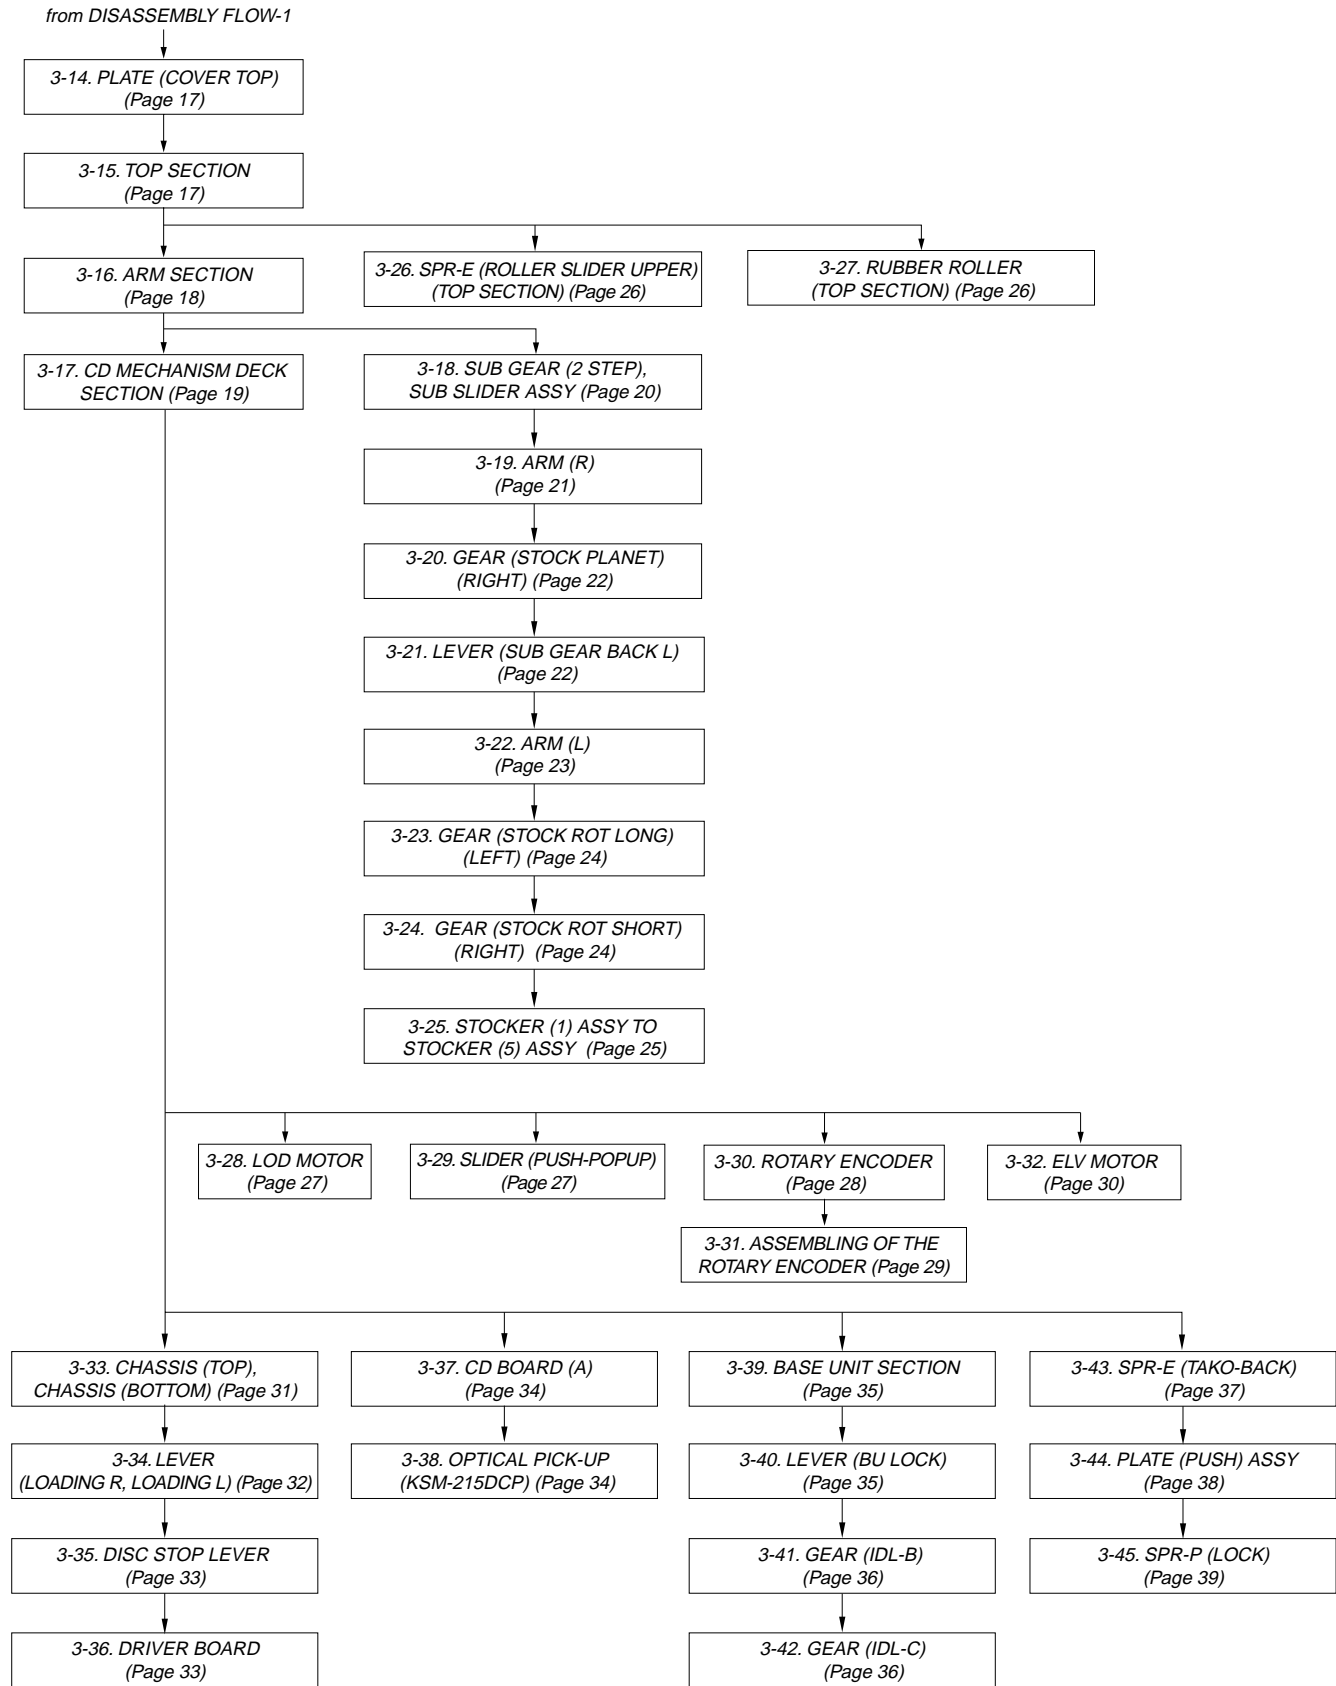 from DISASSEMBLY FLOW-1
3-14. PLATE (COVER TOP)
(Page 17)
3-15. TOP SECTION
(Page 17)
3-16. ARM SECTION
(Page 18)
3-26. SPR-E (ROLLER SLIDER UPPER)
(TOP SECTION) (Page 26)
3-27. RUBBER ROLLER
(TOP SECTION) (Page 26)
3-17. CD MECHANISM DECK
SECTION (Page 19)
3-18. SUB GEAR (2 STEP),
SUB SLIDER ASSY (Page 20)
3-19. ARM (R)
(Page 21)
3-20. GEAR (STOCK PLANET)
(RIGHT) (Page 22)
3-21. LEVER (SUB GEAR BACK L)
(Page 22)
3-22. ARM (L)
(Page 23)
3-23. GEAR (STOCK ROT LONG)
(LEFT) (Page 24)
3-24. GEAR (STOCK ROT SHORT)
(RIGHT) (Page 24)
3-25. STOCKER (1) ASSY TO
STOCKER (5) ASSY (Page 25)
3-28. LOD MOTOR
(Page 27)
3-29. SLIDER (PUSH-POPUP)
(Page 27)
3-30. ROTARY ENCODER
(Page 28)
3-32. ELV MOTOR
(Page 30)
3-31. ASSEMBLING OF THE
ROTARY ENCODER (Page 29)
3-33. CHASSIS (TOP),
CHASSIS (BOTTOM) (Page 31)
3-37. CD BOARD (A)
(Page 34)
3-39. BASE UNIT SECTION
(Page 35)
3-43. SPR-E (TAKO-BACK)
(Page 37)
3-34. LEVER
(LOADING R, LOADING L) (Page 32)
3-38. OPTICAL PICK-UP
(KSM-215DCP) (Page 34)
3-40. LEVER (BU LOCK)
(Page 35)
3-44. PLATE (PUSH) ASSY
(Page 38)
3-35. DISC STOP LEVER
(Page 33)
3-41. GEAR (IDL-B)
(Page 36)
3-45. SPR-P (LOCK)
(Page 39)
3-36. DRIVER BOARD
(Page 33)
3-42. GEAR (IDL-C)
(Page 36)